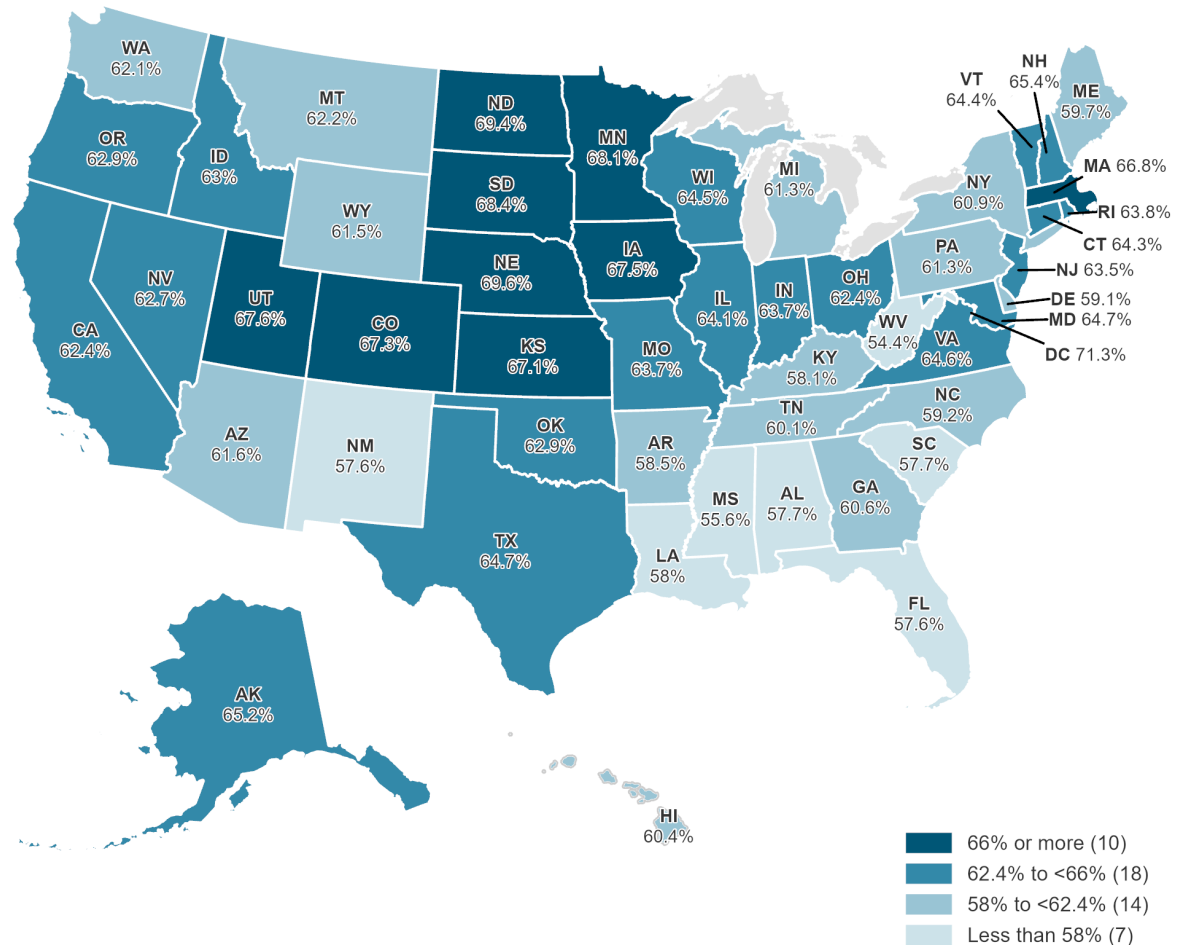 WA
62.1%
MT
62.2%
ND
69.4%
MN
68.1%
OR
62.9%
ID
63%
SD
68.4%
WI
64.5%
MI
61.3%
VT
64.4%
NH
65.4%
ME
59.7%
NY
60.9%
MA 66.8%
RI 63.8%
CT 64.3%
WY
61.5%
NE
69.6%
IA
67.5%
PA
61.3%
NJ 63.5%
DE 59.1%
MD 64.7%
DC 71.3%
NV
62.7%
UT
67.6%
CO
67.3%
CA
62.4%
IL
64.1%
IN
63.7%
OH
62.4%
WV
54.4%
VA
64.6%
KS
67.1%
MO
63.7%
KY
58.1%
NC
59.2%
TN
60.1%
AZ
61.6%
NM
57.6%
OK
62.9%
AR
58.5%
SC
57.7%
MS
55.6%
AL
57.7%
GA
60.6%
TX
64.7%
LA
58%
FL
57.6%
AK
65.2%
HI
60.4%
66% or more (10)
62.4% to <66% (18)
58% to <62.4% (14)
Less than 58% (7)